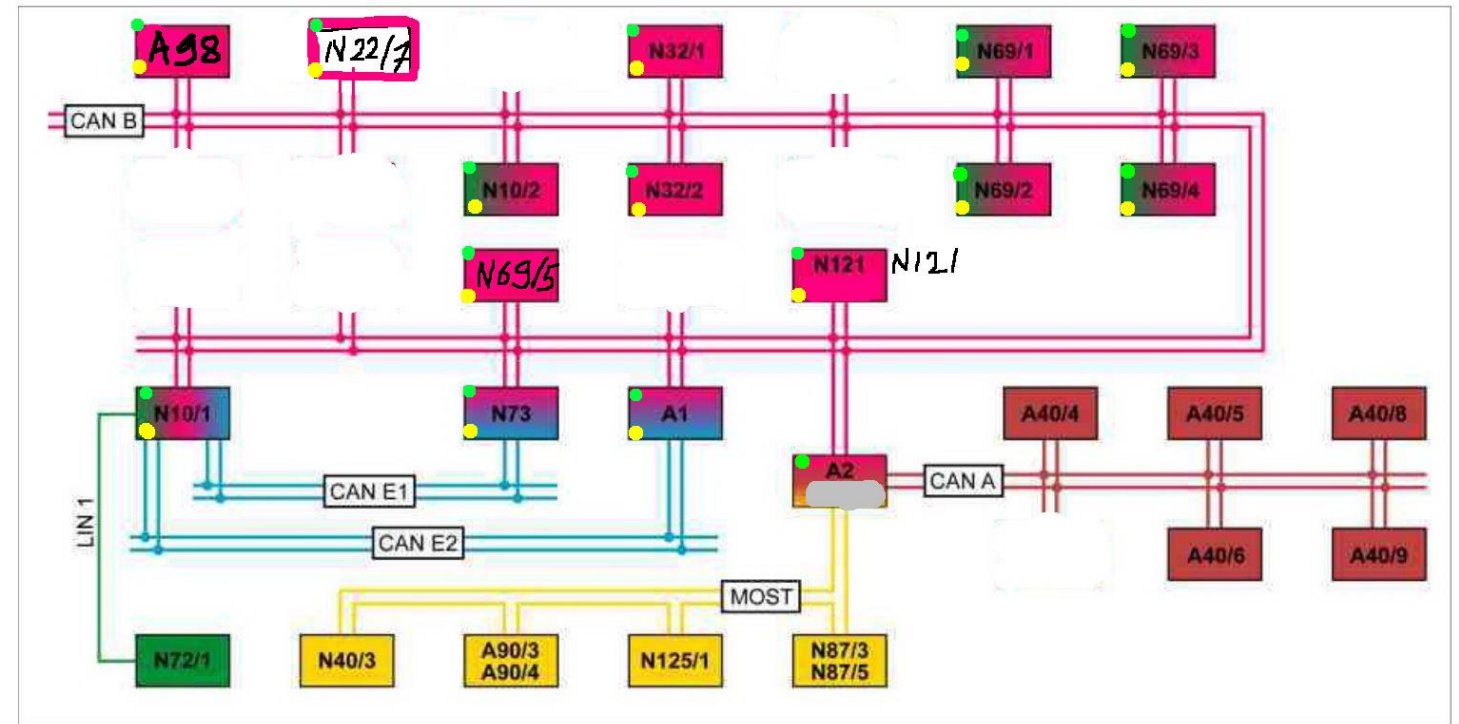 A98
N22/7
N32/1
N69/1
N69/3
CAN B
N10/2
N32/2
N69/2
N69/4
N69/5
N121
N121
N10/1
N73
A1
A40/4
A40/5
A40/8
A2
CAN A
CAN E1
LIN 1
CAN E2
A40/6
A40/9
MOST
N72/1
N40/3
A90/3
A90/4
N125/1
N87/3
N87/5